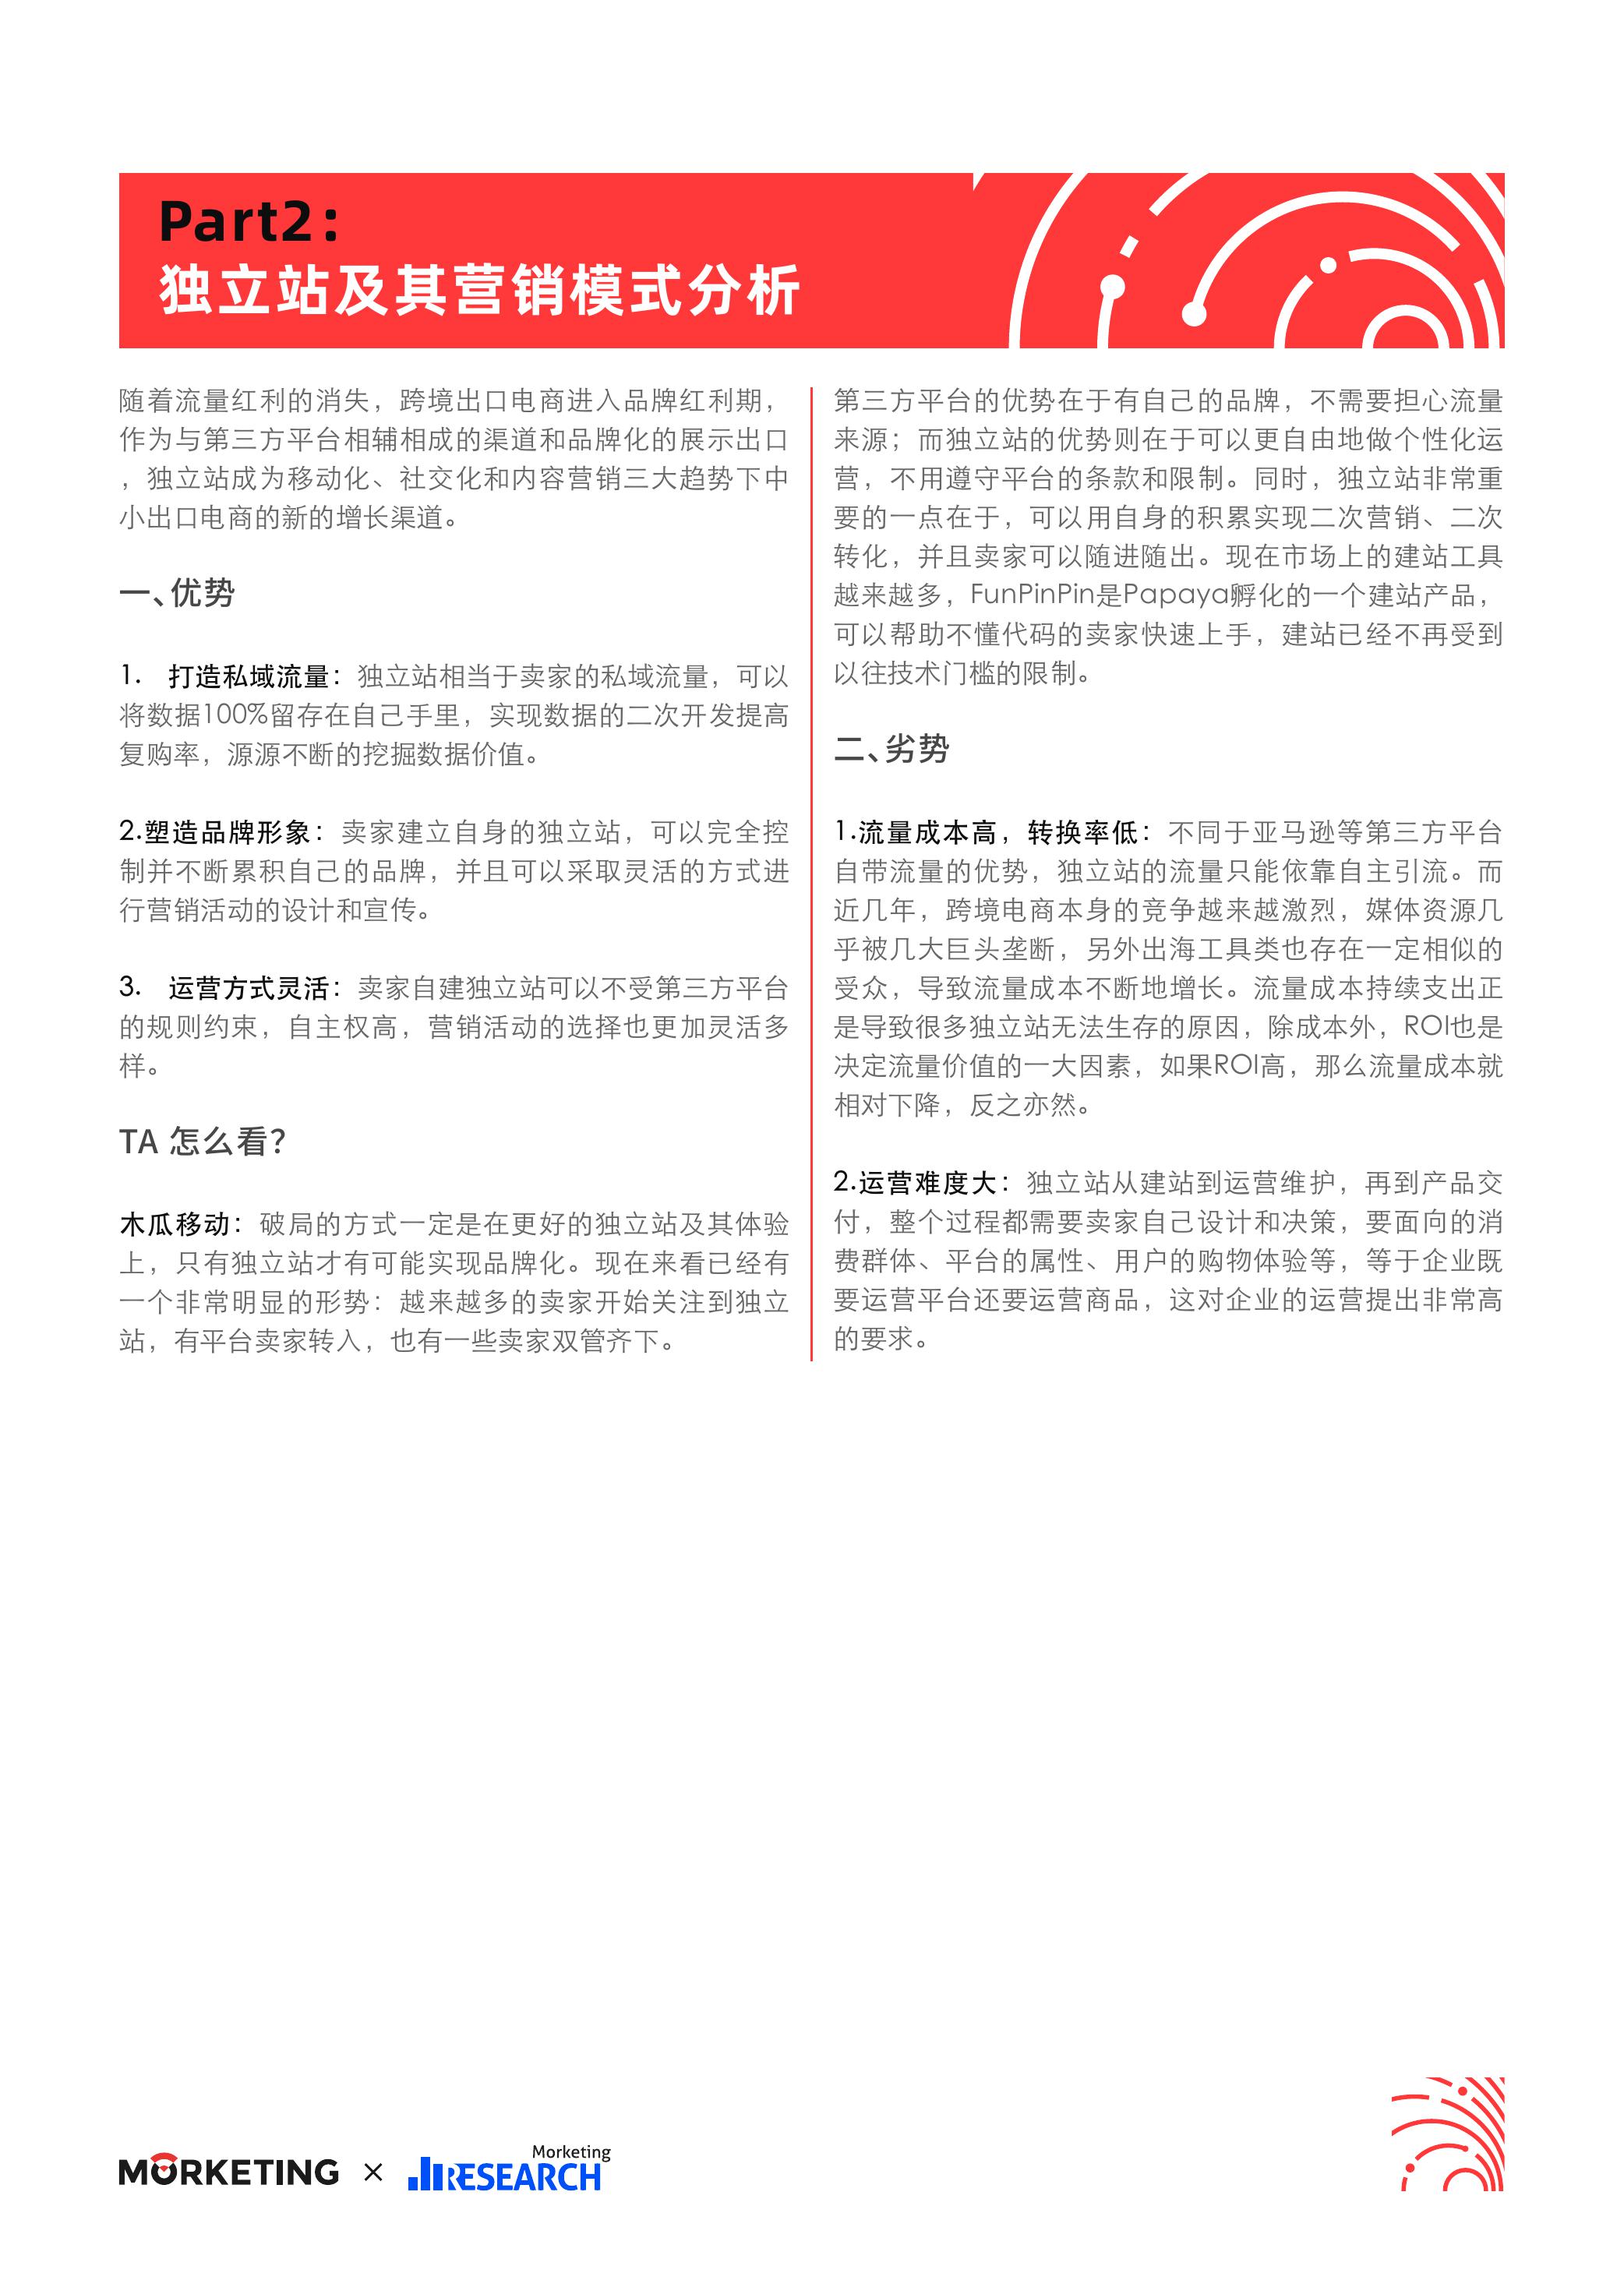 Part2：
独立站及其营销模式分析
随着流量红利的消失，跨境出口电商进入品牌红利期，
作为与第三方平台相辅相成的渠道和品牌化的展示出口
，独立站成为移动化、社交化和内容营销三大趋势下中
小出口电商的新的增长渠道。
一、优势
1. 打造私域流量：独立站相当于卖家的私域流量，可以
将数据100%留存在自己手里，实现数据的二次开发提高
复购率，源源不断的挖掘数据价值。
2.塑造品牌形象：卖家建立自身的独立站，可以完全控
制并不断累积自己的品牌，并且可以采取灵活的方式进
行营销活动的设计和宣传。
3. 运营方式灵活：卖家自建独立站可以不受第三方平台
的规则约束，自主权高，营销活动的选择也更加灵活多
样。
TA 怎么看？
木瓜移动：破局的方式一定是在更好的独立站及其体验
上，只有独立站才有可能实现品牌化。现在来看已经有
一个非常明显的形势：越来越多的卖家开始关注到独立
站，有平台卖家转入，也有一些卖家双管齐下。
第三方平台的优势在于有自己的品牌，不需要担心流量
来源；而独立站的优势则在于可以更自由地做个性化运
营，不用遵守平台的条款和限制。同时，独立站非常重
要的一点在于，可以用自身的积累实现二次营销、二次
转化，并且卖家可以随进随出。现在市场上的建站工具
越来越多，FunPinPin是Papaya孵化的一个建站产品，
可以帮助不懂代码的卖家快速上手，建站已经不再受到
以往技术门槛的限制。
二、劣势
1.流量成本高，转换率低：不同于亚马逊等第三方平台
自带流量的优势，独立站的流量只能依靠自主引流。而
近几年，跨境电商本身的竞争越来越激烈，媒体资源几
乎被几大巨头垄断，另外出海工具类也存在一定相似的
受众，导致流量成本不断地增长。流量成本持续支出正
是导致很多独立站无法生存的原因，除成本外，ROI也是
决定流量价值的一大因素，如果ROI高，那么流量成本就
相对下降，反之亦然。
2.运营难度大：独立站从建站到运营维护，再到产品交
付，整个过程都需要卖家自己设计和决策，要面向的消
费群体、平台的属性、用户的购物体验等，等于企业既
要运营平台还要运营商品，这对企业的运营提出非常高
的要求。
MORKETING × Morketing
RESEARCH